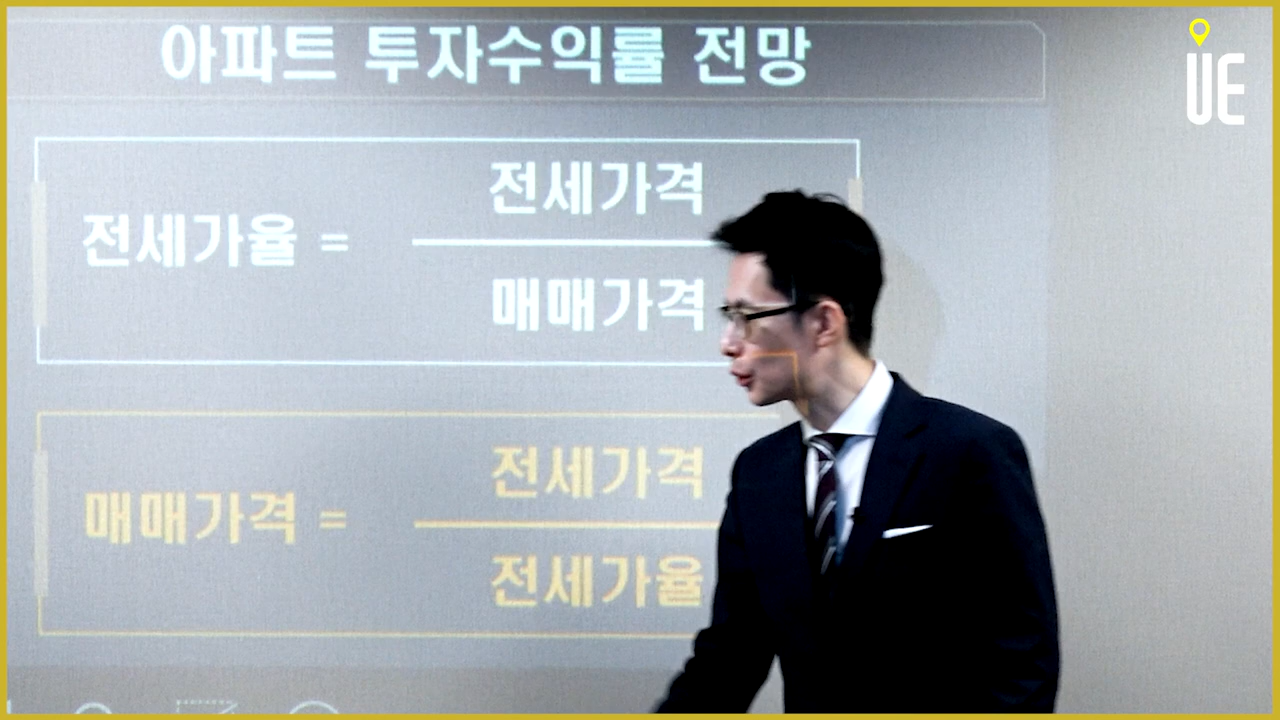 아파트 투자수익률 전망
UE
전세가율 =
전세가격
매매가격
매매가격 =
전세가격
전세가율